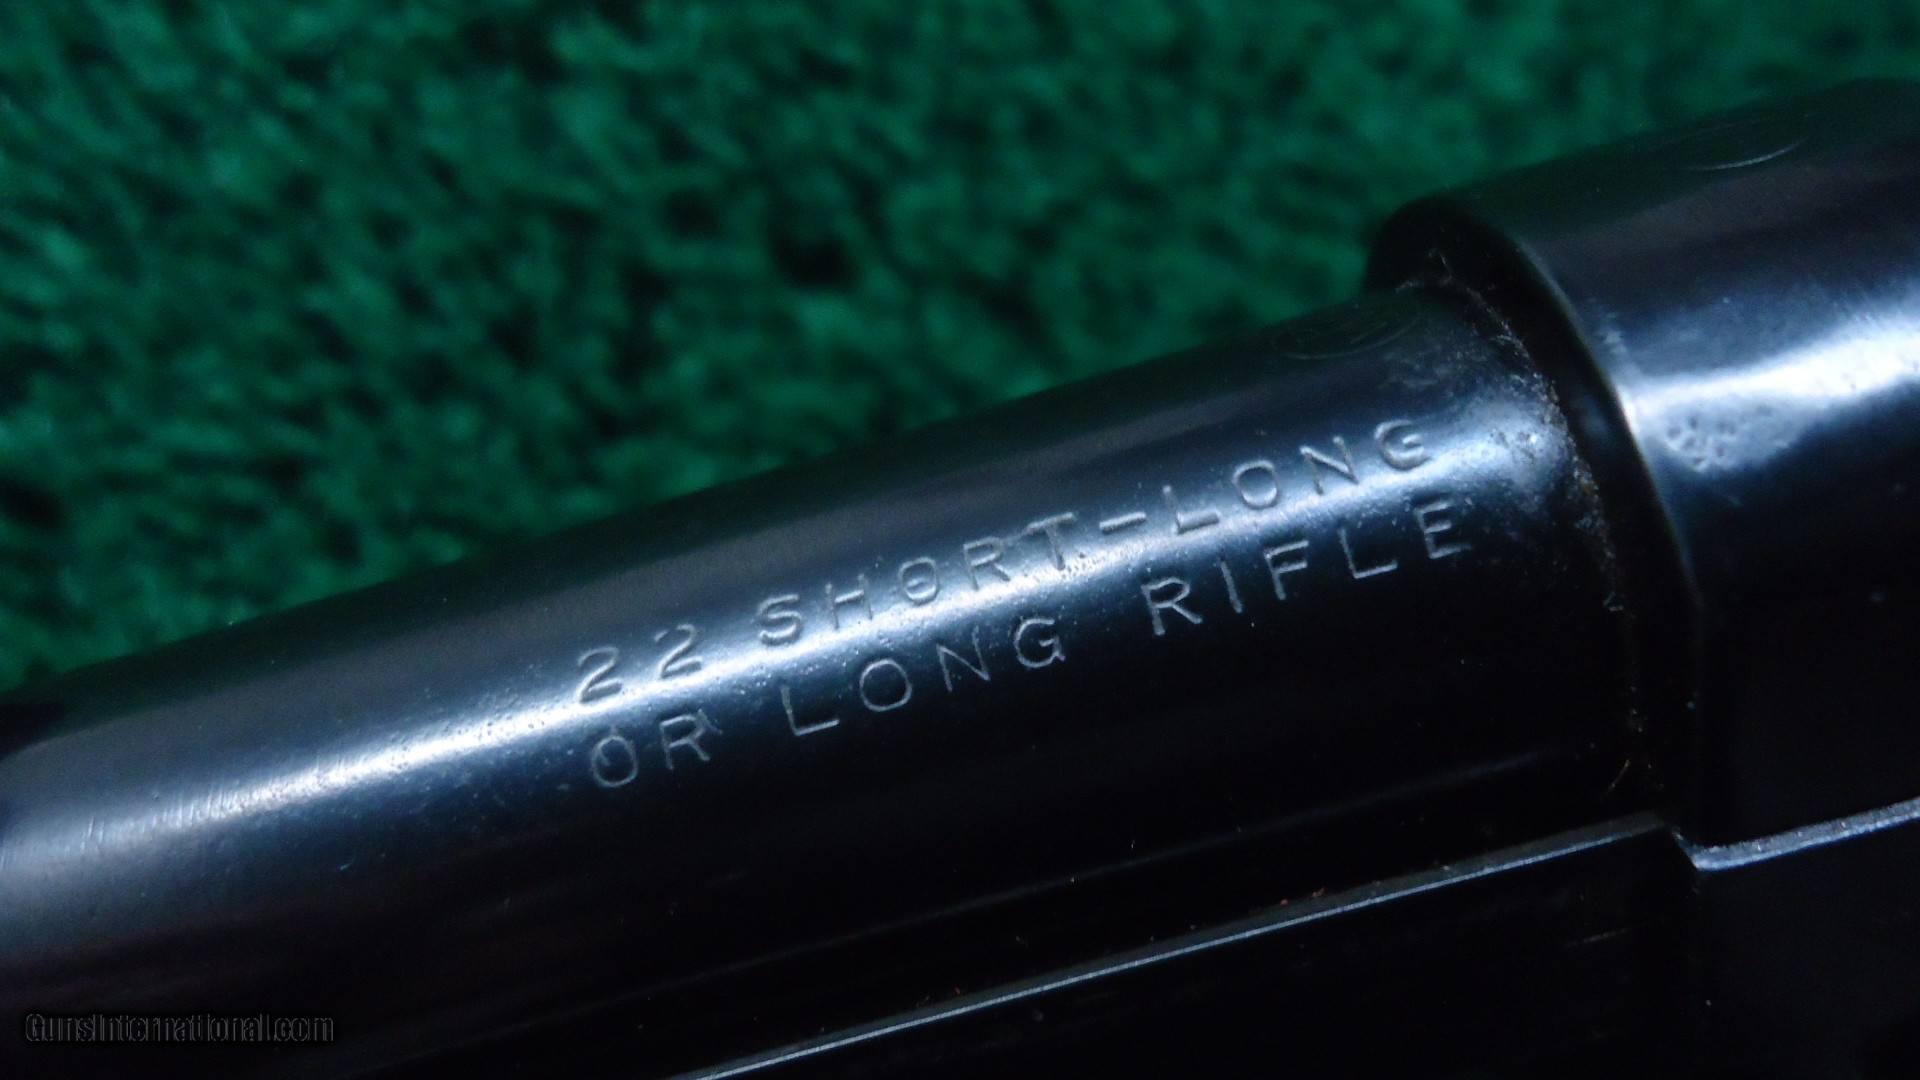 22 SHORT-LONG
OR LONG RIFLE
GunsInternational.com